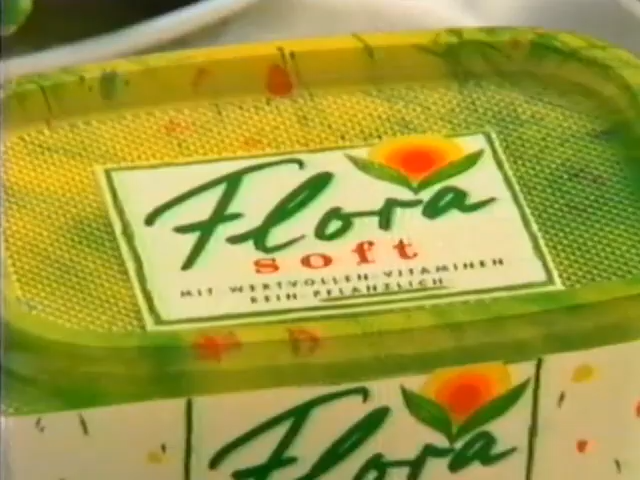 Flora
soft
MIT WERTVOLLEN VITAMINEN
REIN PFLANZLICH
Flora